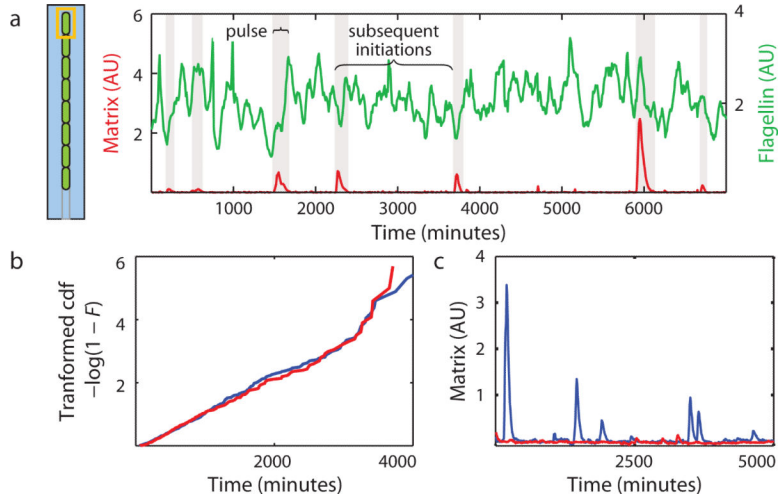 a
pulse
subsequent
initiations
Matrix (AU)
6
4
2
Flagellin (AU)
4
2
1000 2000 3000 4000 5000 6000
Time (minutes)
b
Tranformed cdf
–log(1 – F)
6
4
2
2000 4000
Time (minutes)
c
Matrix (AU)
4
3
2
1
2500 5000
Time (minutes)